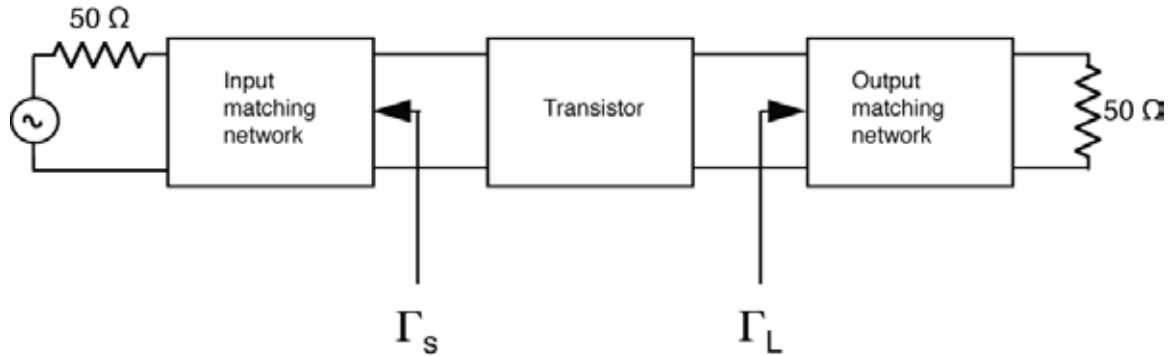 50 Ω
Input
matching
network
Transistor
Output
matching
network
50 Ω
Γs
ΓL